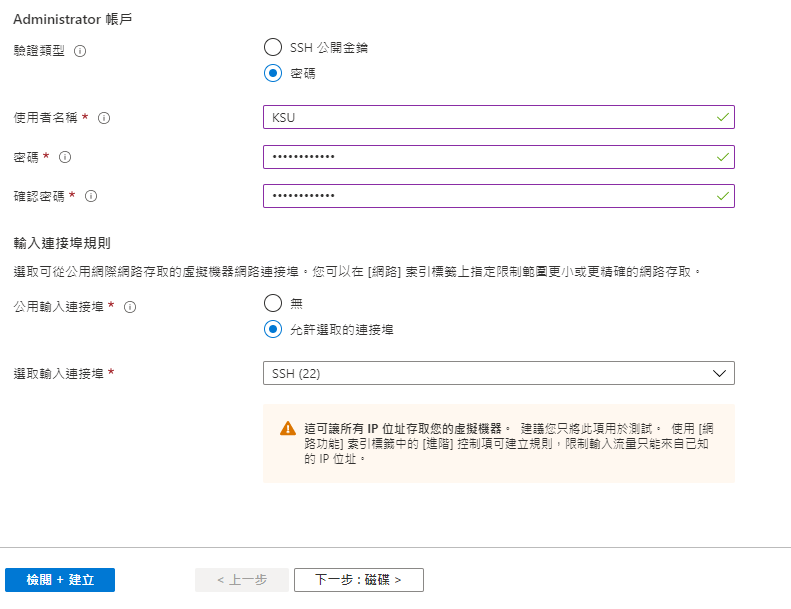 Administrator 帳戶
驗證類型
SSH 公開金鑰
密碼
使用者名稱 *
KSU
密碼 *
••••••••••••
確認密碼 *
••••••••••••
輸入連接埠規則
選取可從公用網際網路存取的虛擬機器網路連接埠。您可以在 [網路] 索引標籤上指定限制範圍更小或更精確的網路存取。
公用輸入連接埠 *
無
允許選取的連接埠
選取輸入連接埠 *
SSH (22)
這可讓所有 IP 位址存取您的虛擬機器。 建議您只將此項用於測試。 使用 [網
路功能] 索引標籤中的 [進階] 控制項可建立規則，限制輸入流量只能來自己知
的 IP 位址。
檢閱 + 建立
< 上一步
下一步 : 磁碟 >